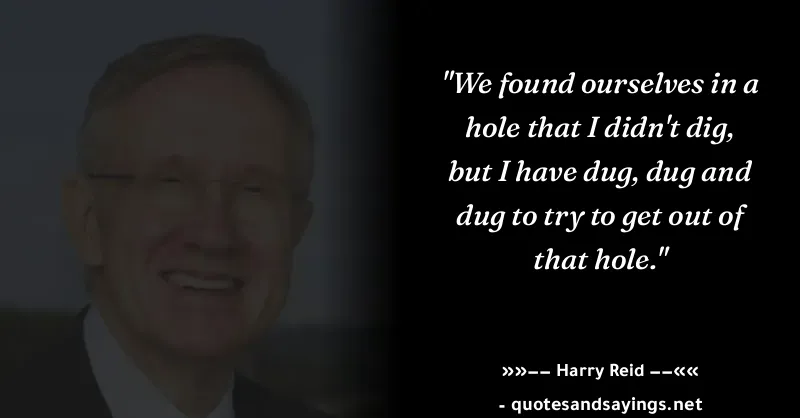 "We found ourselves in a
hole that I didn't dig,
but I have dug, dug and
dug to try to get out of
that hole."
»»–– Harry Reid ––««
- quotesandsayings.net